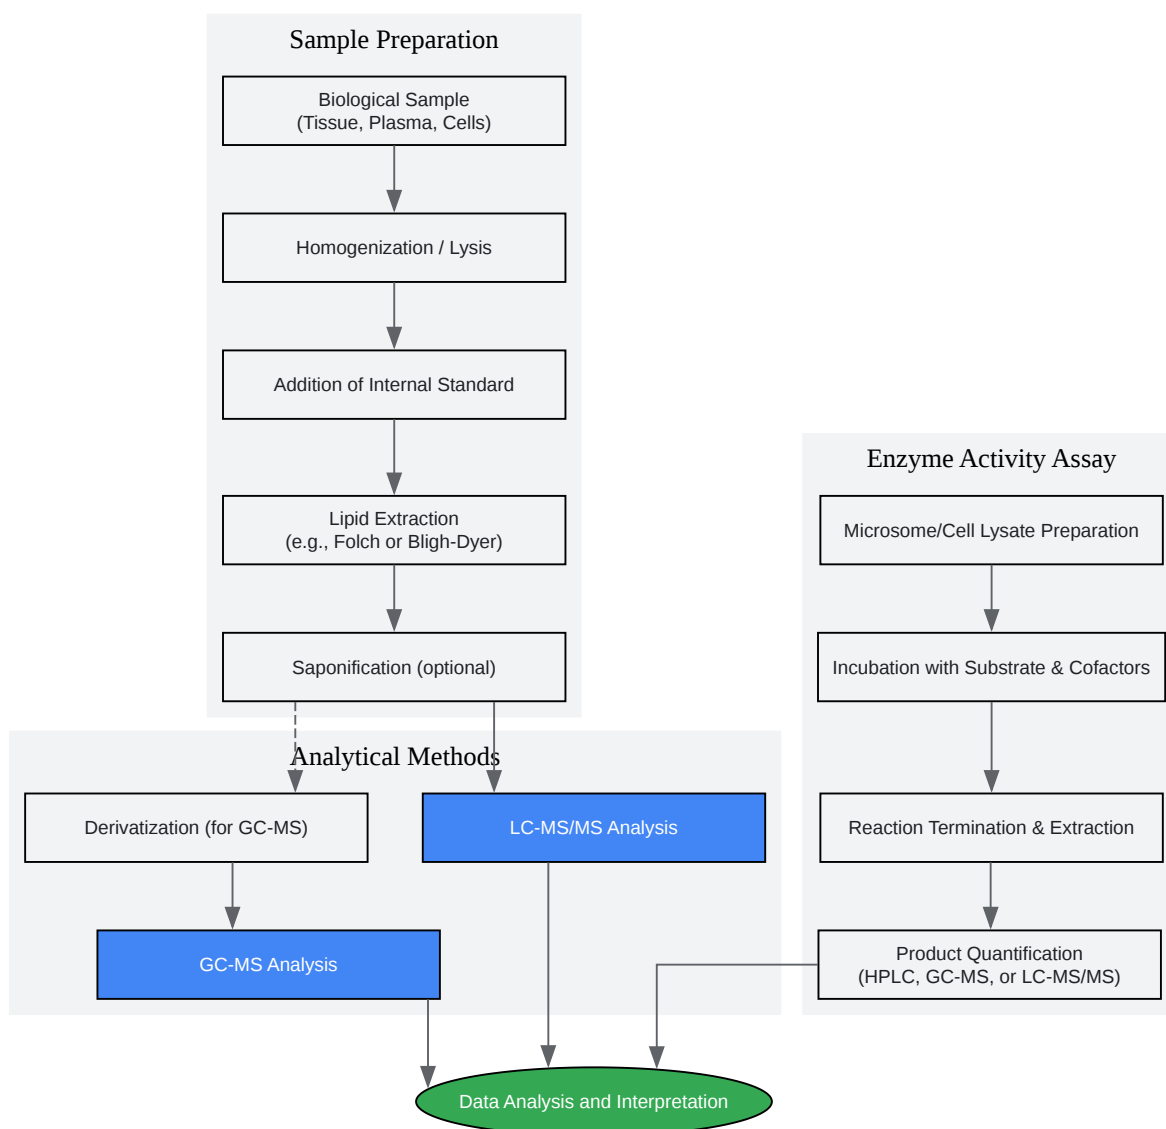 Sample Preparation
Biological Sample
(Tissue, Plasma, Cells)
Homogenization / Lysis
Addition of Internal Standard
Lipid Extraction
(e.g., Folch or Bligh-Dyer)
Saponification (optional)
Analytical Methods
Derivatization (for GC-MS)
LC-MS/MS Analysis
GC-MS Analysis
Enzyme Activity Assay
Microsome/Cell Lysate Preparation
Incubation with Substrate & Cofactors
Reaction Termination & Extraction
Product Quantification
(HPLC, GC-MS, or LC-MS/MS)
Data Analysis and Interpretation